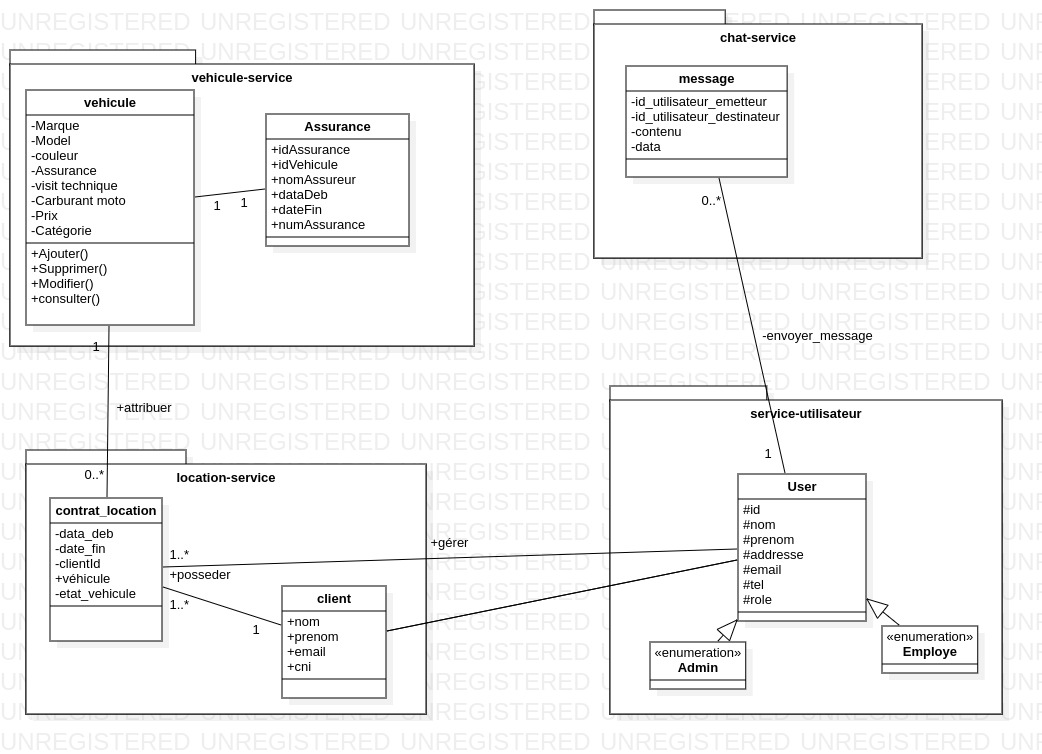 vehicule-service
vehicule
-Marque
-Model
-couleur
-Assurance
-visit technique
-Carburant moto
-Prix
-Catégorie
+Ajouter()
+Supprimer()
+Modifier()
+consulter()
Assurance
+idAssurance
+idVehicule
+nomAssureur
+dataDeb
+dateFin
+numAssurance
1
1
chat-service
message
-id_utilisateur_emetteur
-id_utilisateur_destinateur
-contenu
-data
0..*
-envoyer_message
1
1
+attribuer
0..*
location-service
contrat_location
-data_deb
-date_fin
-clientId
+véhicule
-etat_vehicule
1..*
+posseder
1..*
1
+gérer
client
+nom
+prenom
+email
+cni
service-utilisateur
User
#id
#nom
#prenom
#addresse
#email
#tel
#role
«enumeration»
Admin
«enumeration»
Employe
UNREGISTERED